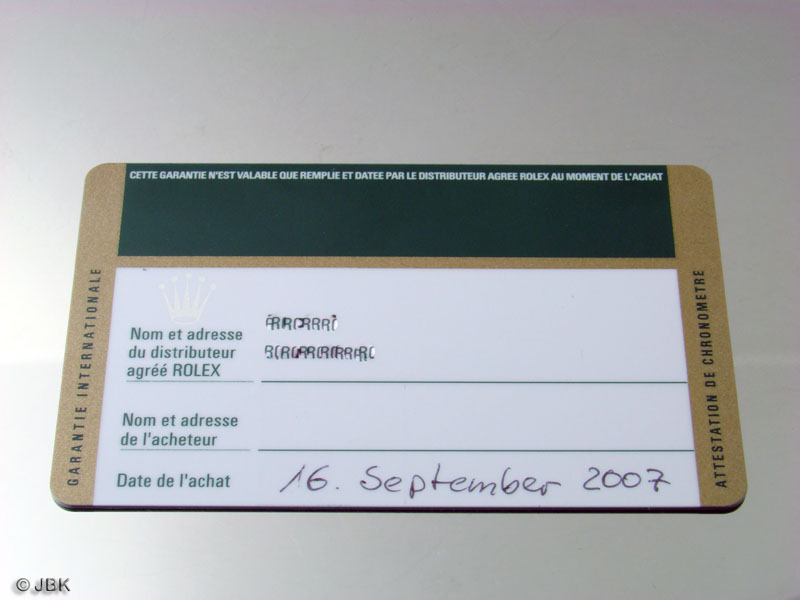 CETTE GARANTIE N'EST VALABLE QUE REMPLIE ET DATEE PAR LE DISTRIBUTEUR AGREE ROLEX AU MOMENT DE L'ACHAT
GARANTIE INTERNATIONALE
Nom et adresse
du distributeur
agréé ROLEX
Nom et adresse
de l'acheteur
Date de l'achat 16. September 2007
ATTESTATION DE CHRONOMETRE
© JBK